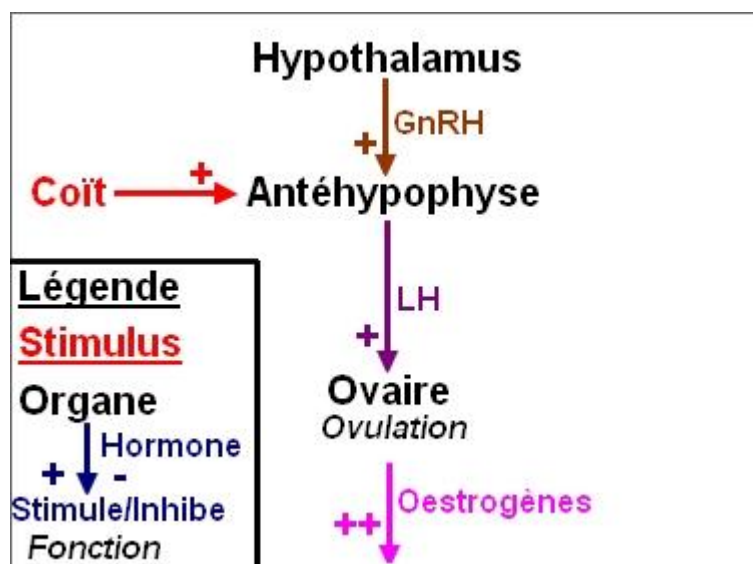 Hypothalamus
+ GnRH
Coït + Antéhypophyse
+ LH
Ovaire
Ovulation
++ Oestrogènes
Légende
Stimulus
Organe
Hormone
+ -
Stimule/Inhibe
Fonction